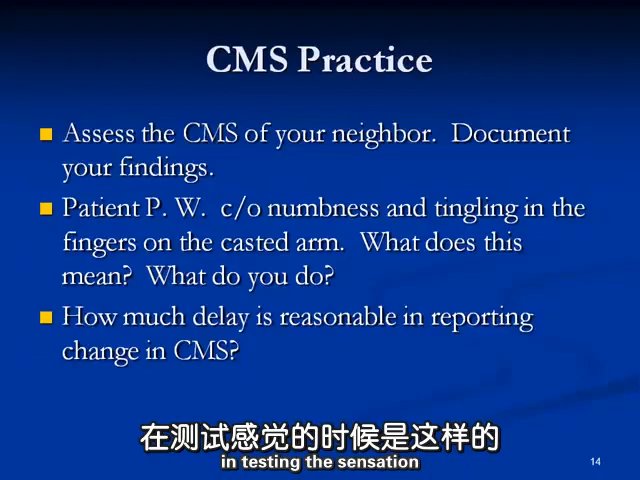 CMS Practice
Assess the CMS of your neighbor. Document
your findings.
Patient P. W. c/o numbness and tingling in the
fingers on the casted arm. What does this
mean? What do you do?
How much delay is reasonable in reporting
change in CMS?
在测试感觉的时候是这样的
in testing the sensation
14